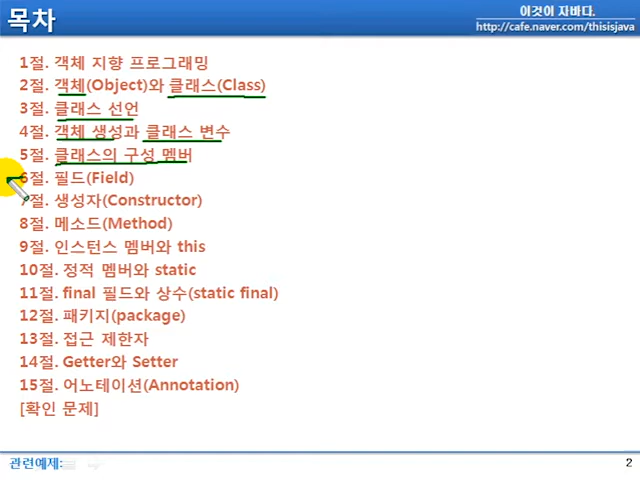 목차
이것이 자바다.
http://cafe.naver.com/thisisjava
1절. 객체 지향 프로그래밍
2절. 객체(Object)와 클래스(Class)
3절. 클래스 선언
4절. 객체 생성과 클래스 변수
5절. 클래스의 구성 멤버
6절. 필드(Field)
7절. 생성자(Constructor)
8절. 메소드(Method)
9절. 인스턴스 멤버와 this
10절. 정적 멤버와 static
11절. final 필드와 상수(static final)
12절. 패키지(package)
13절. 접근 제한자
14절. Getter와 Setter
15절. 어노테이션(Annotation)
[확인 문제]
관련예제:
2